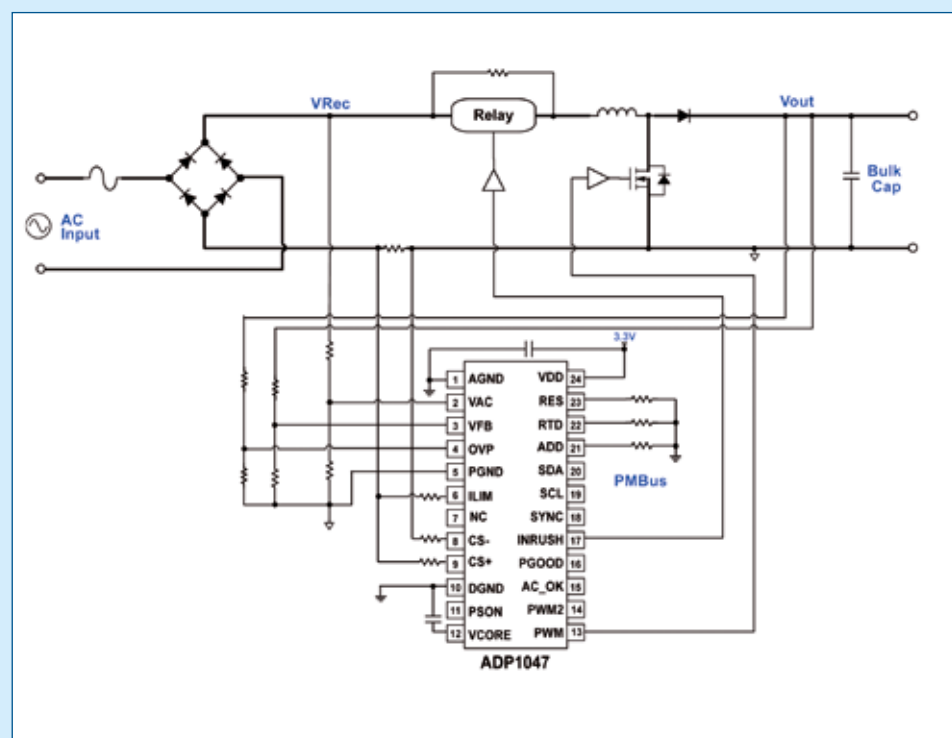 VRec
Relay
Vout
Bulk
Cap
AC
Input
3.3V
1 AGND VDD 24
2 VAC RES 23
3 VFB RTD 22
4 OVP ADD 21
5 PGND SDA 20
PMBus
6 ILIM SCL 19
7 NC SYNC 18
8 CS- INRUSH 17
9 CS+ PGOOD 16
10 DGND AC_OK 15
11 PSON PWM2 14
12 VCORE PWM 13
ADP1047